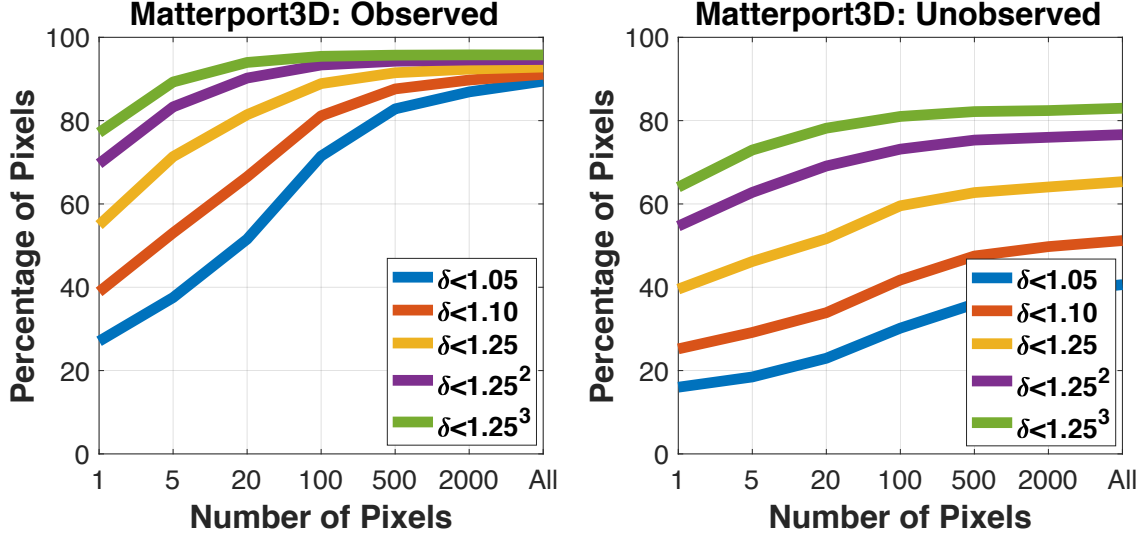 Matterport3D: Observed
Percentage of Pixels
100
80
60
40
20
0
1 5 20 100 500 2000 All
Number of Pixels
δ<1.05
δ<1.10
δ<1.25
δ<1.25²
δ<1.25³
Matterport3D: Unobserved
Percentage of Pixels
100
80
60
40
20
0
1 5 20 100 500 2000 All
Number of Pixels
δ<1.05
δ<1.10
δ<1.25
δ<1.25²
δ<1.25³